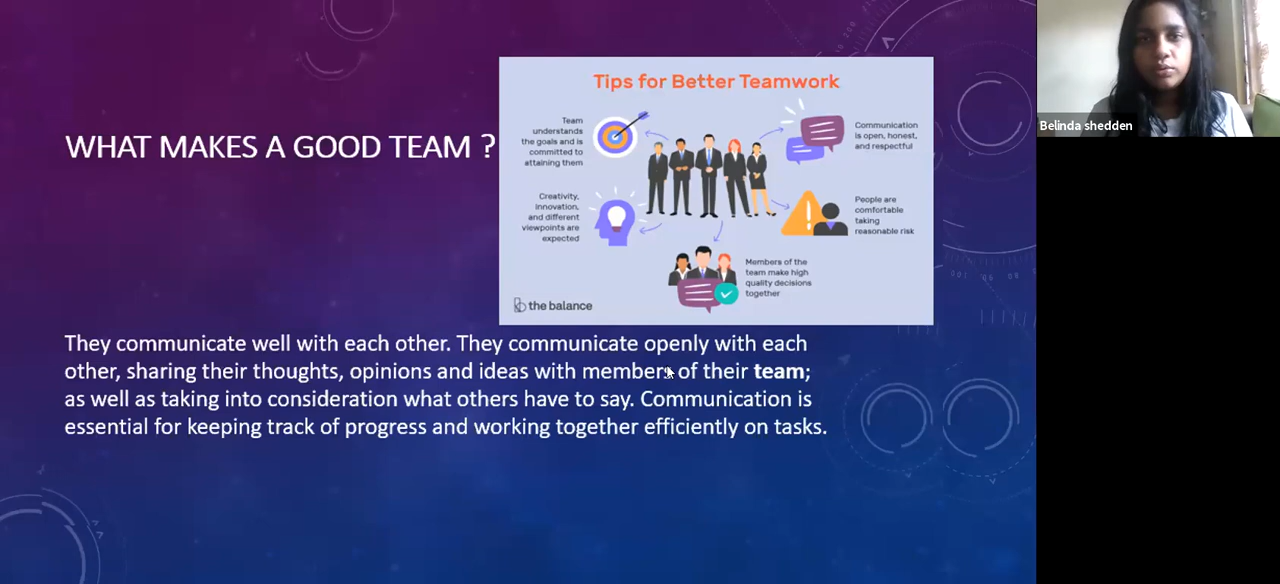 WHAT MAKES A GOOD TEAM ?
Tips for Better Teamwork
Team
understands
the goals and is
committed to
attaining them
Communication
is open, honest,
and respectful
Creativity,
innovation,
and different
viewpoints are
expected
People are
comfortable
taking
reasonable risk
Members of the
team make high
quality decisions
together
the balance
They communicate well with each other. They communicate openly with each
other, sharing their thoughts, opinions and ideas with members of their team;
as well as taking into consideration what others have to say. Communication is
essential for keeping track of progress and working together efficiently on tasks.
Belinda shedden